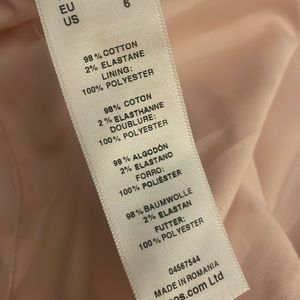 EU
US 6
98% COTTON
2% ELASTANE
LINING:
100% POLYESTER
98% COTON
2% ELASTHANNE
DOUBLURE:
100% POLYESTER
98% ALGODÓN
2% ELASTANO
FORRO:
100% POLIÉSTER
98% BAUMWOLLE
2% ELASTAN
FUTTER:
100% POLYESTER
04567544
MADE IN ROMANIA
os.com Ltd